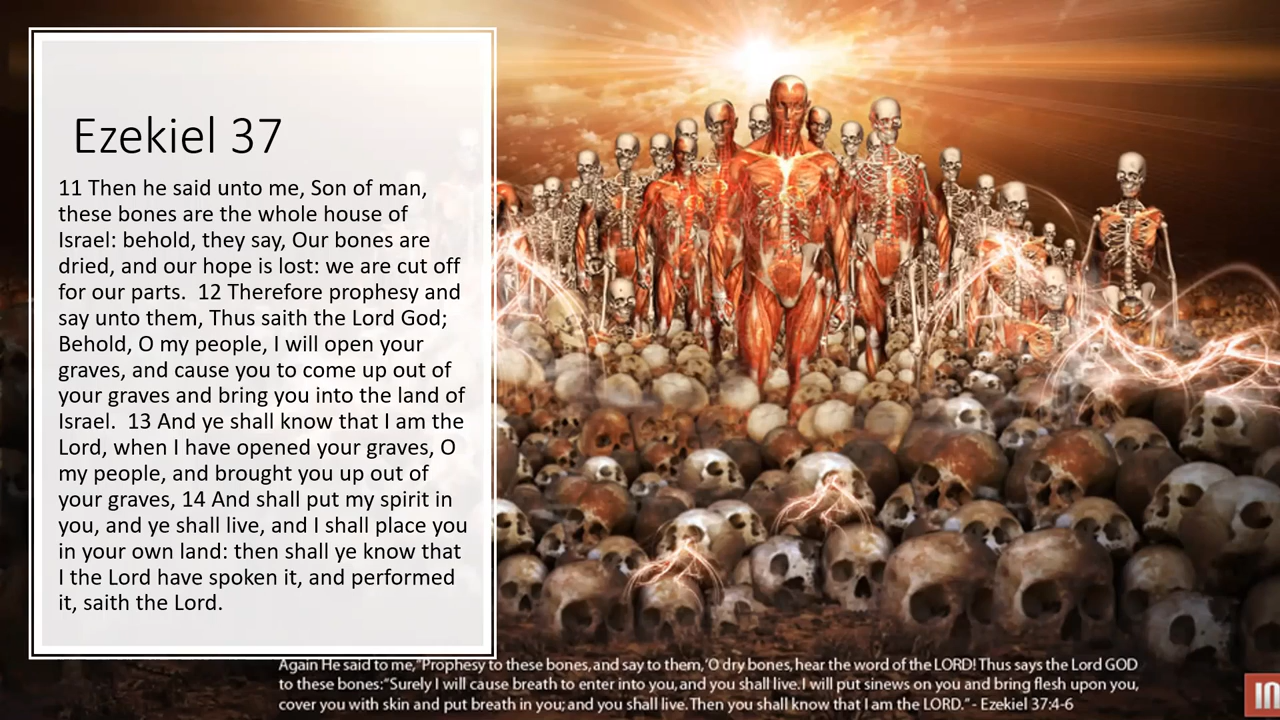 Ezekiel 37
11 Then he said unto me, Son of man,
these bones are the whole house of
Israel: behold, they say, Our bones are
dried, and our hope is lost: we are cut off
for our parts.  12 Therefore prophesy and
say unto them, Thus saith the Lord God;
Behold, O my people, I will open your
graves, and cause you to come up out of
your graves and bring you into the land of
Israel.  13 And ye shall know that I am the
Lord, when I have opened your graves, O
my people, and brought you up out of
your graves, 14 And shall put my spirit in
you, and ye shall live, and I shall place you
in your own land: then shall ye know that
I the Lord have spoken it, and performed
it, saith the Lord.
Again He said to me, "Prophesy to these bones, and say to them, 'O dry bones, hear the word of the LORD! Thus says the Lord GOD
to these bones: "Surely I will cause breath to enter into you, and you shall live. I will put sinews on you and bring flesh upon you,
cover you with skin and put breath in you; and you shall live. Then you shall know that I am the LORD." - Ezekiel 37:4-6
IN